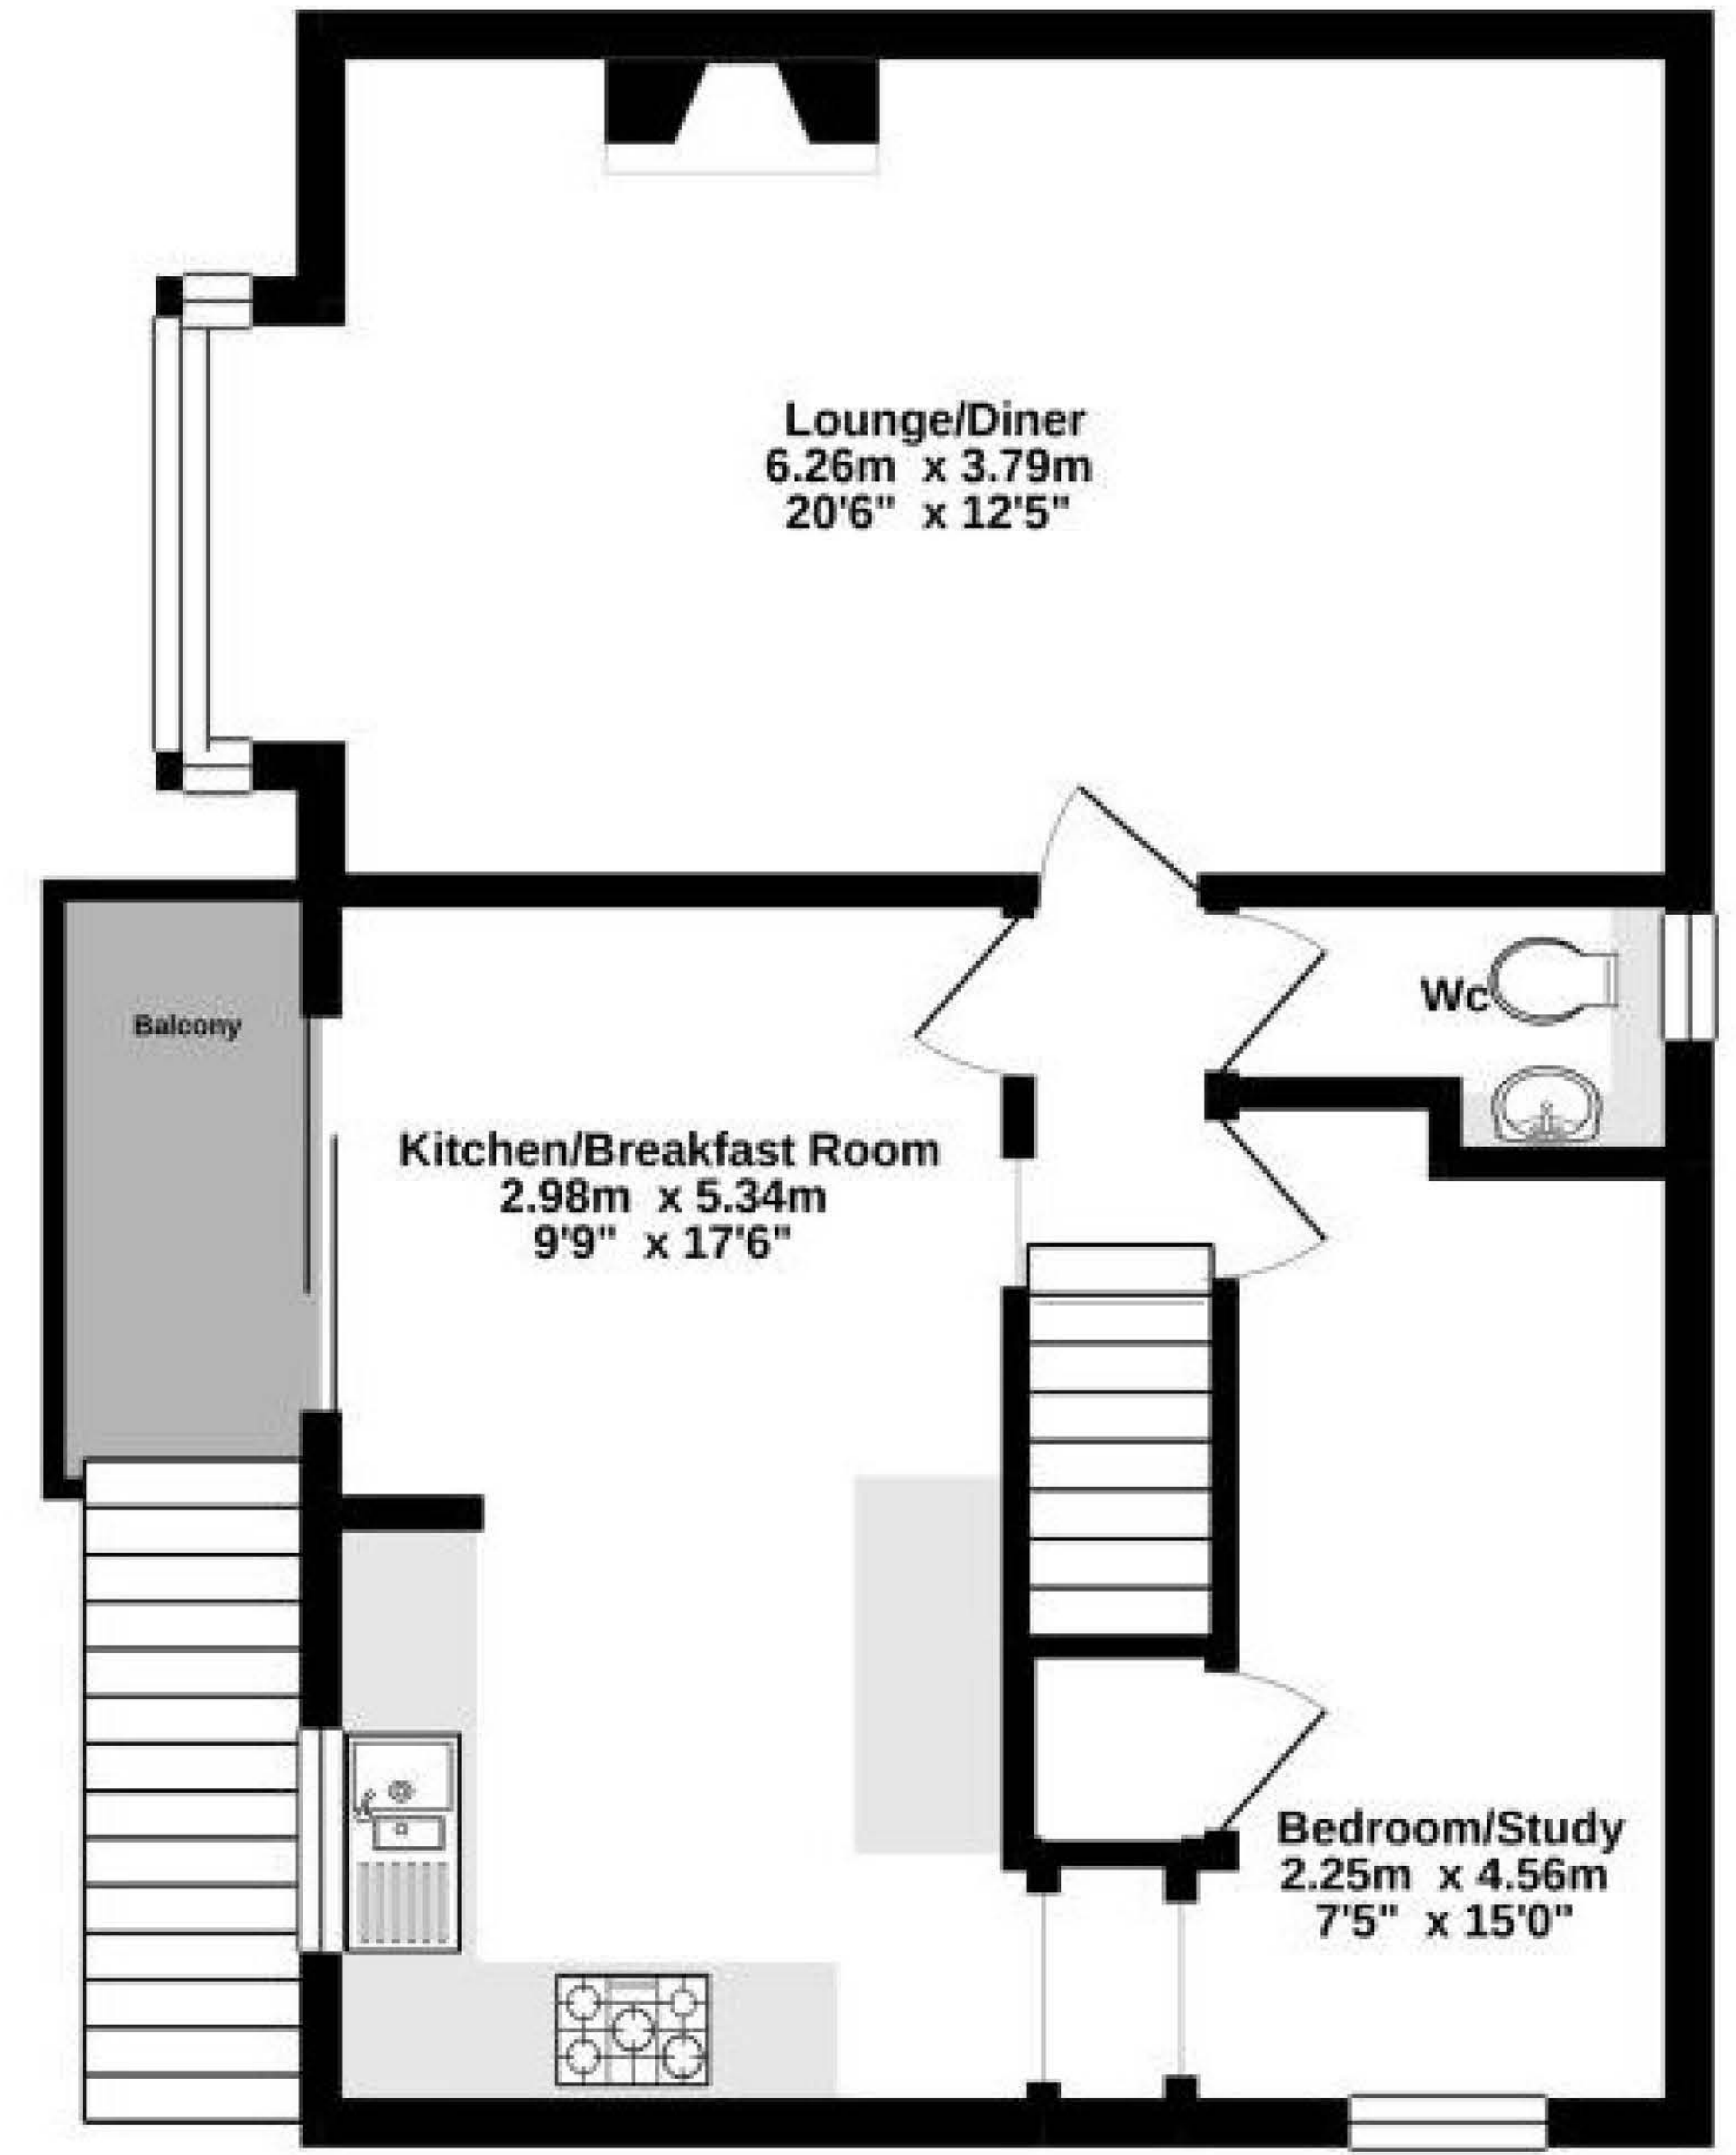 Lounge/Diner
6.26m x 3.79m
20'6" x 12'5"
Balcony
Wc
Kitchen/Breakfast Room
2.98m x 5.34m
9'9" x 17'6"
Bedroom/Study
2.25m x 4.56m
7'5" x 15'0"